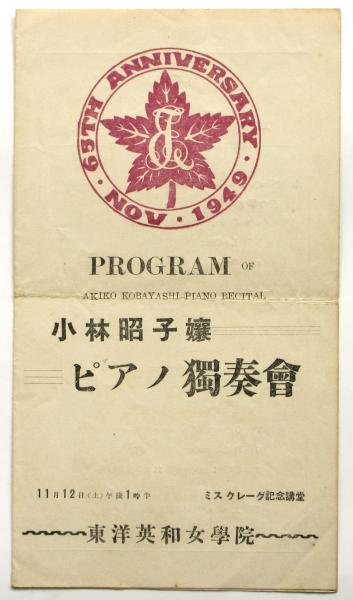 65TH ANNIVERSARY
· NOV · 1949 ·
PROGRAM OF
AKIKO KOBAYASHI PIANO RECITAL
小林昭子孃
ピアノ獨奏會
11月12日(土)午後1時半
ミス クレーグ記念講堂
東洋英和女學院